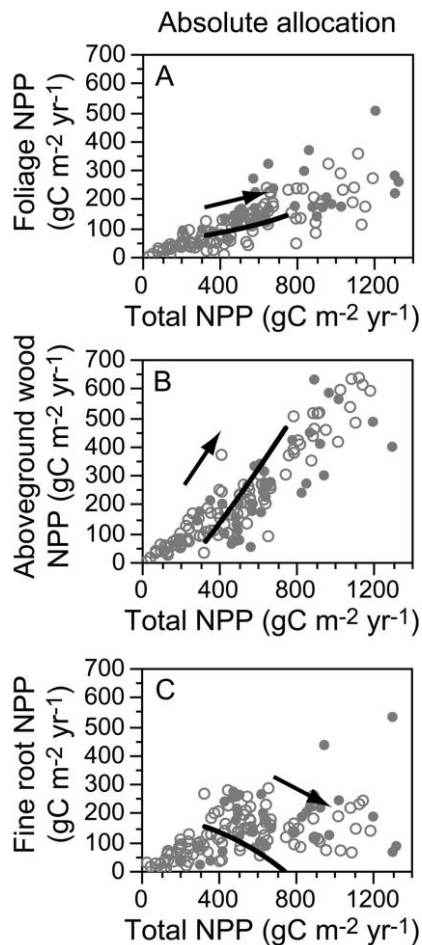 Absolute allocation
A
Foliage NPP
(gC m-2 yr-1)
700
600
500
400
300
200
100
0
0 400 800 1200
Total NPP (gC m-2 yr-1)
B
Aboveground wood
NPP (gC m-2 yr-1)
700
600
500
400
300
200
100
0
0 400 800 1200
Total NPP (gC m-2 yr-1)
C
Fine root NPP
(gC m-2 yr-1)
700
600
500
400
300
200
100
0
0 400 800 1200
Total NPP (gC m-2 yr-1)